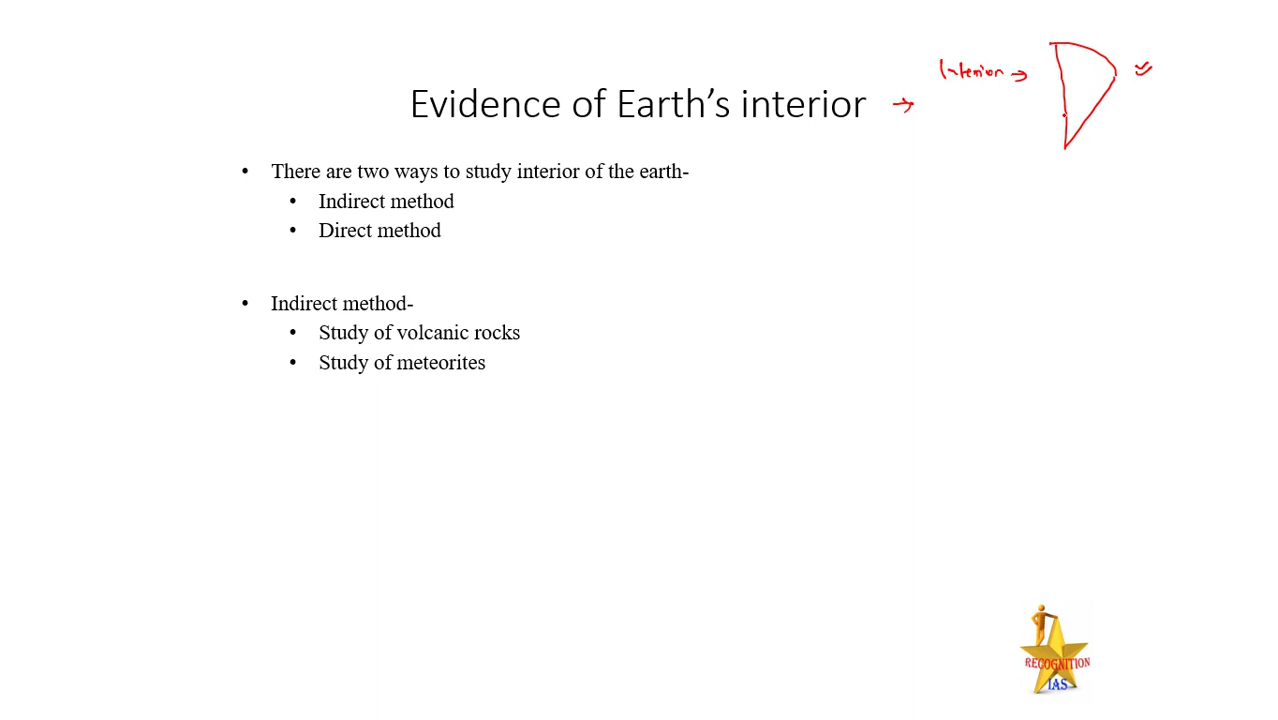 Interior →
Evidence of Earth's interior →
• There are two ways to study interior of the earth-
• Indirect method
• Direct method
• Indirect method-
• Study of volcanic rocks
• Study of meteorites
RECOGNITION
IAS